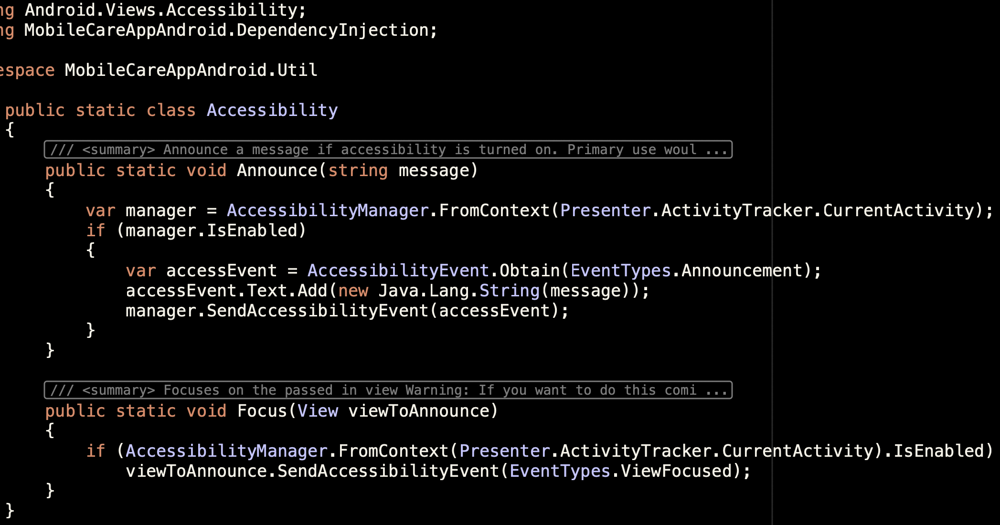 ng Android.Views.Accessibility;
ng MobileCareAppAndroid.DependencyInjection;
espace MobileCareAppAndroid.Util
public static class Accessibility
{
/// <summary> Announce a message if accessibility is turned on. Primary use woul ...
public static void Announce(string message)
{
var manager = AccessibilityManager.FromContext(Presenter.ActivityTracker.CurrentActivity);
if (manager.IsEnabled)
{
var accessEvent = AccessibilityEvent.Obtain(EventTypes.Announcement);
accessEvent.Text.Add(new Java.Lang.String(message));
manager.SendAccessibilityEvent(accessEvent);
}
}
/// <summary> Focuses on the passed in view Warning: If you want to do this comi ...
public static void Focus(View viewToAnnounce)
{
if (AccessibilityManager.FromContext(Presenter.ActivityTracker.CurrentActivity).IsEnabled)
viewToAnnounce.SendAccessibilityEvent(EventTypes.ViewFocused);
}
}